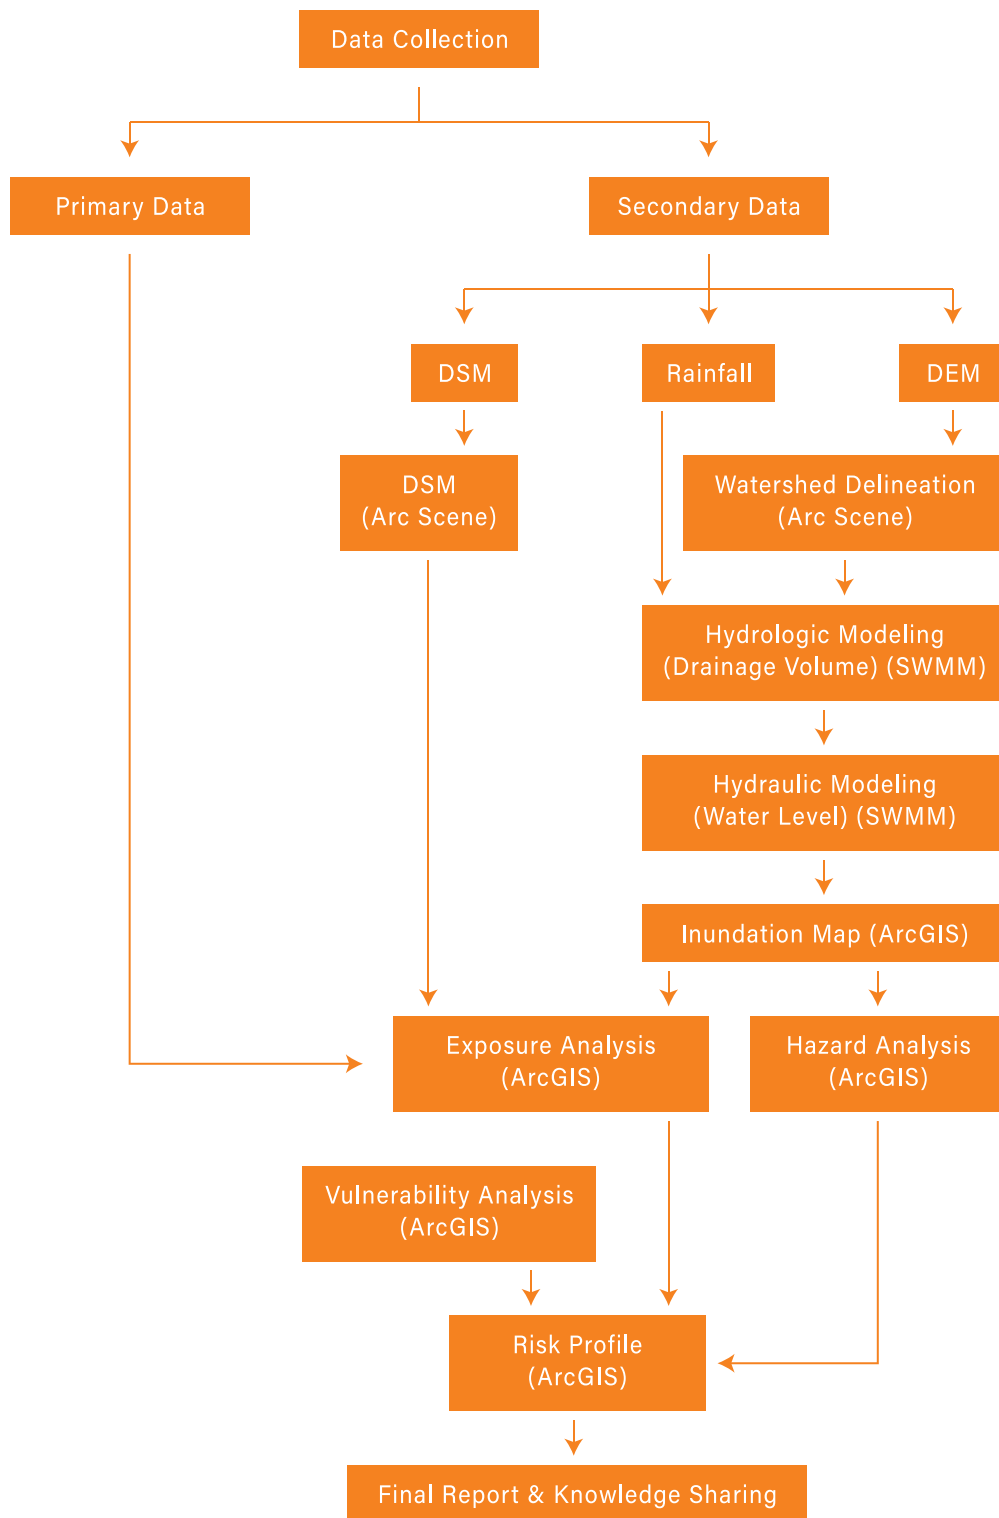 Data Collection
Primary Data
Secondary Data
DSM
Rainfall
DEM
DSM
(Arc Scene)
Watershed Delineation
(Arc Scene)
Hydrologic Modeling
(Drainage Volume) (SWMM)
Hydraulic Modeling
(Water Level) (SWMM)
Inundation Map (ArcGIS)
Exposure Analysis
(ArcGIS)
Hazard Analysis
(ArcGIS)
Vulnerability Analysis
(ArcGIS)
Risk Profile
(ArcGIS)
Final Report & Knowledge Sharing